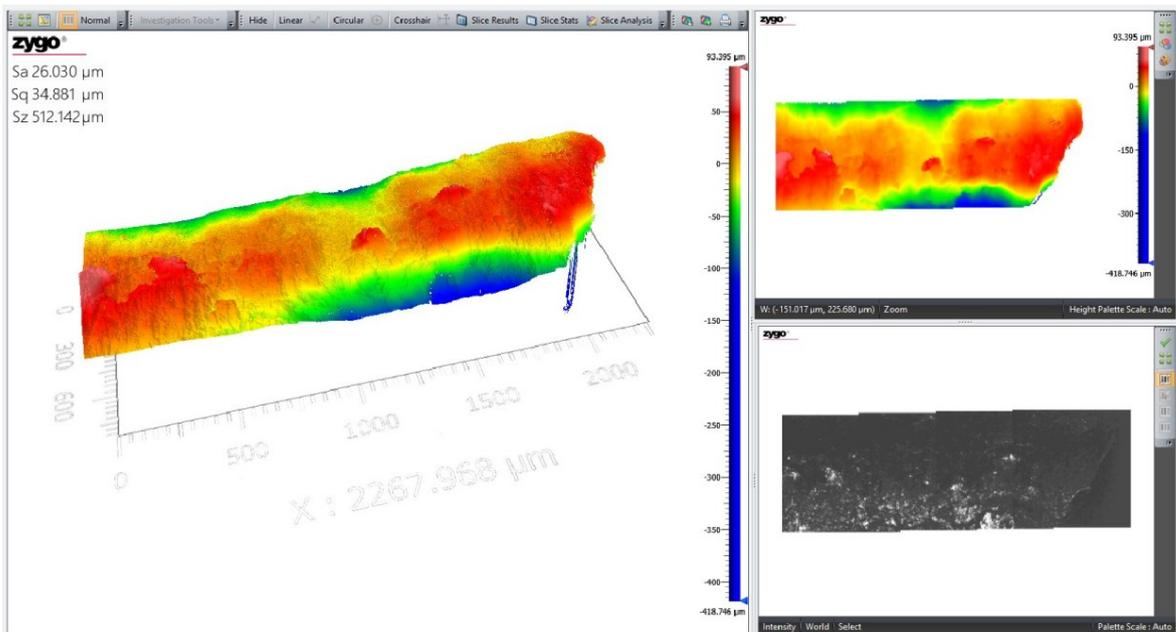 Normal Investigation Tools Hide Linear Circular Crosshair Slice Results Slice Stats Slice Analysis
zygo®
Sa 26.030 µm
Sq 34.881 µm
Sz 512.142 µm
93.395 µm
50
0
-50
-100
-150
-200
-250
-300
-350
-400
-418.746 µm
0
300
600
0
500
1000
1500
2000
X : 2267.968 µm
zygo®
93.395 µm
0
-150
-300
-418.746 µm
W: (-151.017 µm, 225.680 µm) Zoom Height Palette Scale : Auto
zygo®
Intensity World Select Palette Scale : Auto